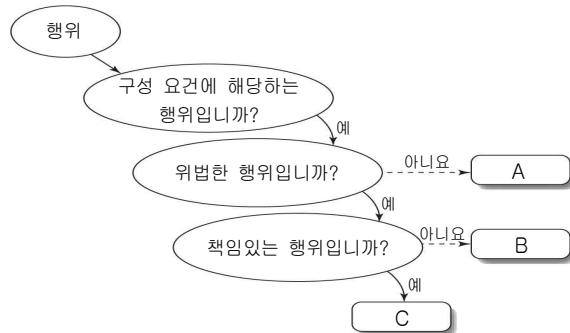 행위
구성 요건에 해당하는
행위입니까?
예
위법한 행위입니까?
아니요
A
예
책임있는 행위입니까?
아니요
B
예
C